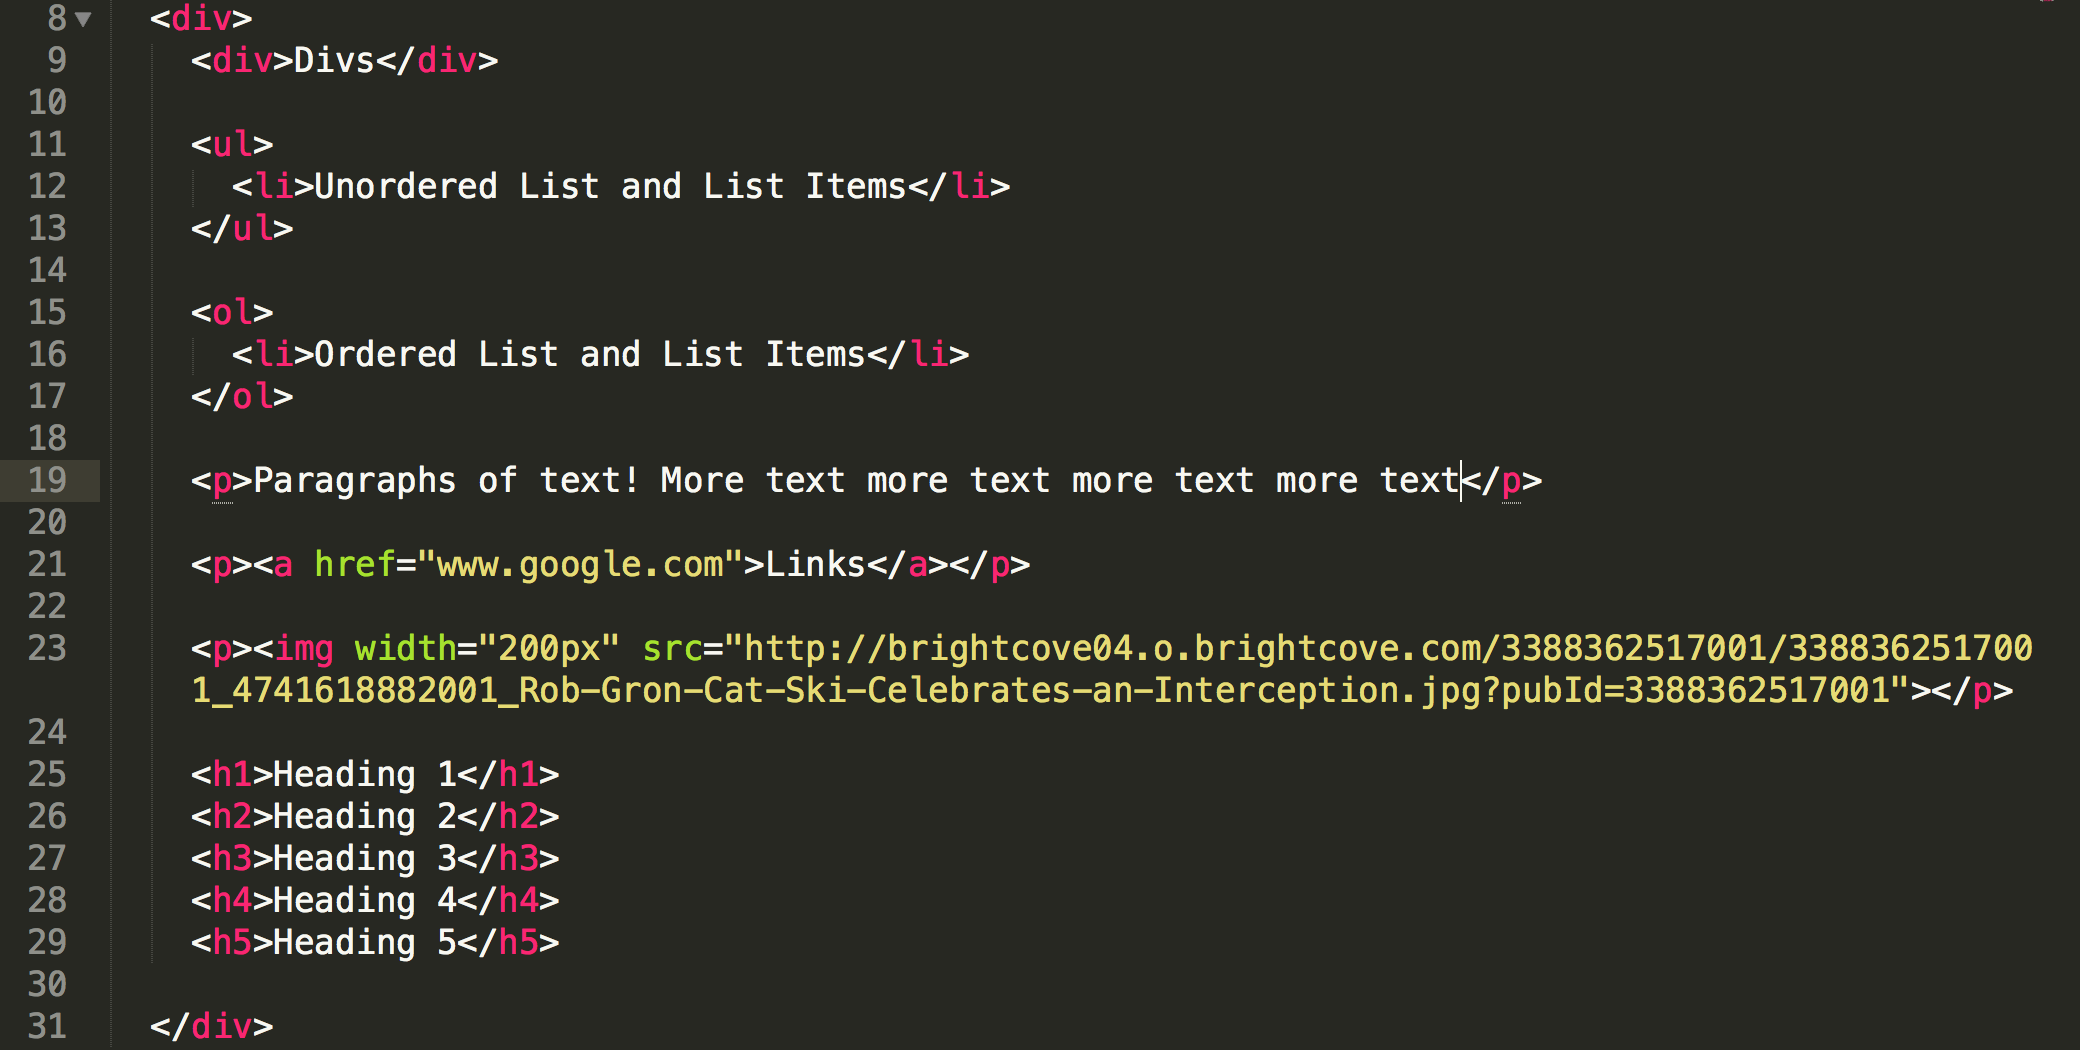 8 <div>
9 <div>Divs</div>
10
11 <ul>
12 <li>Unordered List and List Items</li>
13 </ul>
14
15 <ol>
16 <li>Ordered List and List Items</li>
17 </ol>
18
19 <p>Paragraphs of text! More text more text more text more text</p>
20
21 <p><a href="www.google.com">Links</a></p>
22
23 <p><img width="200px" src="http://brightcove04.o.brightcove.com/3388362517001/338836251700
1_4741618882001_Rob-Gron-Cat-Ski-Celebrates-an-Interception.jpg?pubId=3388362517001"></p>
24
25 <h1>Heading 1</h1>
26 <h2>Heading 2</h2>
27 <h3>Heading 3</h3>
28 <h4>Heading 4</h4>
29 <h5>Heading 5</h5>
30
31 </div>